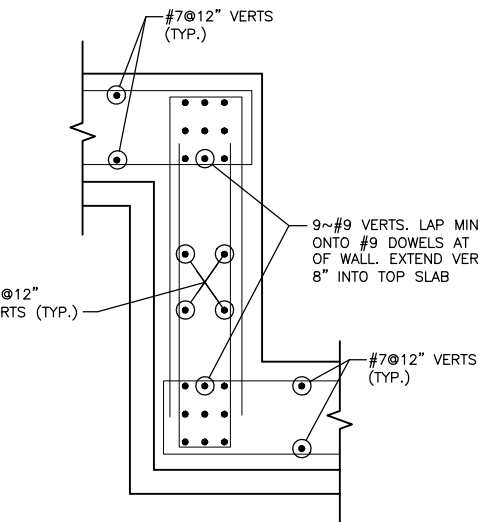 #7@12" VERTS
(TYP.)
9~#9 VERTS. LAP MIN
ONTO #9 DOWELS AT
OF WALL. EXTEND VER
8" INTO TOP SLAB
@12"
RTS (TYP.)
#7@12" VERTS
(TYP.)